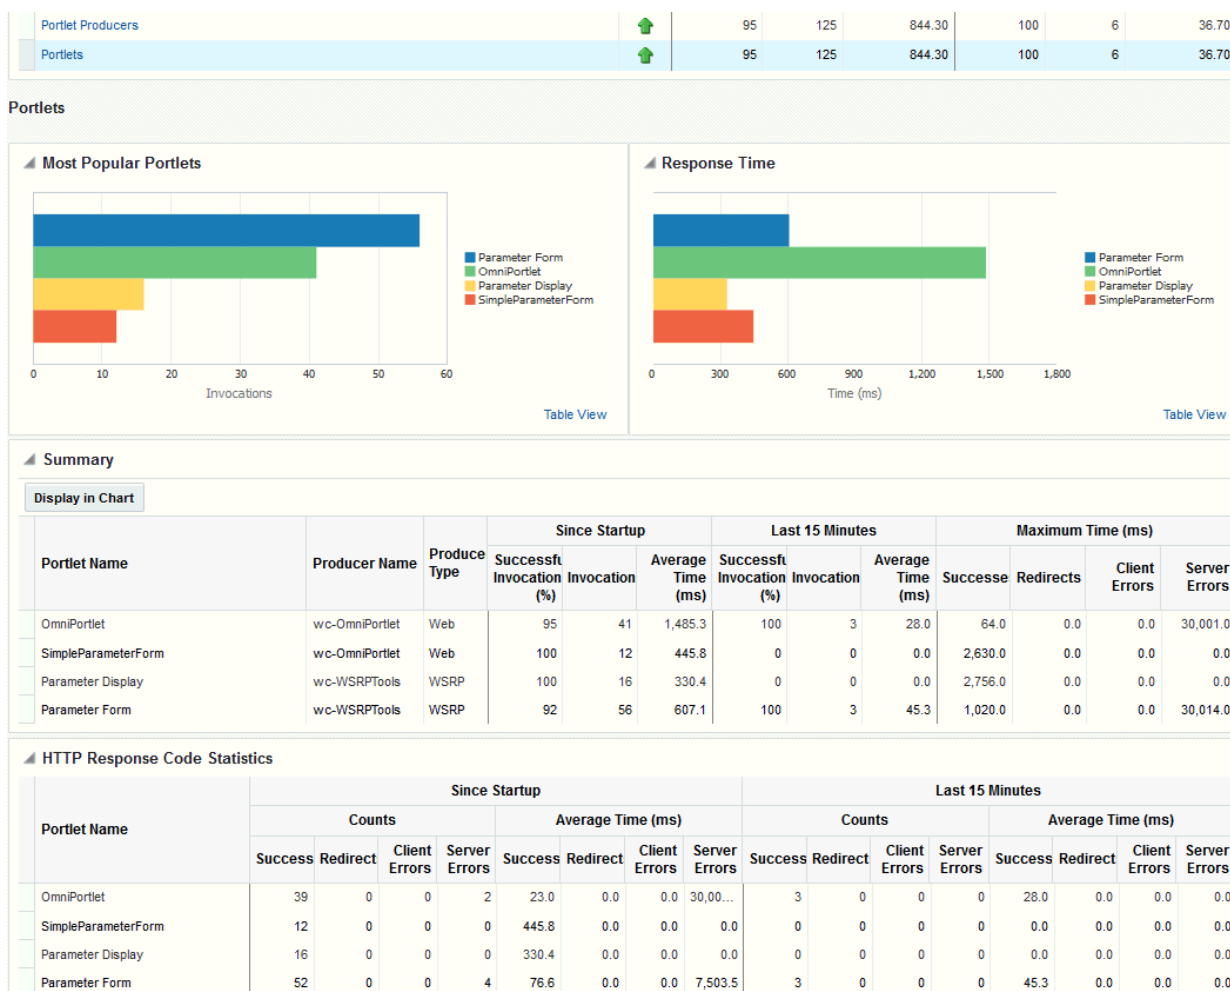 Portlet Producers 95 125 844.30 100 6 36.70
Portlets 95 125 844.30 100 6 36.70
Portlets
Most Popular Portlets
Parameter Form
OmniPortlet
Parameter Display
SimpleParameterForm
0 10 20 30 40 50 60
Invocations
Table View
Response Time
Parameter Form
OmniPortlet
Parameter Display
SimpleParameterForm
0 300 600 900 1,200 1,500 1,800
Time (ms)
Table View
Summary
Display in Chart
Since Startup Last 15 Minutes Maximum Time (ms)
Portlet Name Producer Name Produce Type Successfu Invocation (%) Invocation Average Time (ms) Successfu Invocation (%) Invocation Average Time (ms) Successe Redirects Client Errors Server Errors
OmniPortlet wc-OmniPortlet Web 95 41 1,485.3 100 3 28.0 64.0 0.0 0.0 30,001.0
SimpleParameterForm wc-OmniPortlet Web 100 12 445.8 0 0 0.0 2,630.0 0.0 0.0 0.0
Parameter Display wc-WSRPTools WSRP 100 16 330.4 0 0 0.0 2,756.0 0.0 0.0 0.0
Parameter Form wc-WSRPTools WSRP 92 56 607.1 100 3 45.3 1,020.0 0.0 0.0 30,014.0
HTTP Response Code Statistics
Since Startup Last 15 Minutes
Counts Average Time (ms) Counts Average Time (ms)
Portlet Name Success Redirect Client Errors Server Errors Success Redirect Client Errors Server Errors Success Redirect Client Errors Server Errors Success Redirect Client Errors Server Errors
OmniPortlet 39 0 0 2 23.0 0.0 0.0 30,00... 3 0 0 0 28.0 0.0 0.0 0.0
SimpleParameterForm 12 0 0 0 445.8 0.0 0.0 0.0 0 0 0 0 0.0 0.0 0.0 0.0
Parameter Display 16 0 0 0 330.4 0.0 0.0 0.0 0 0 0 0 0.0 0.0 0.0 0.0
Parameter Form 52 0 0 4 76.6 0.0 0.0 7,503.5 3 0 0 0 45.3 0.0 0.0 0.0